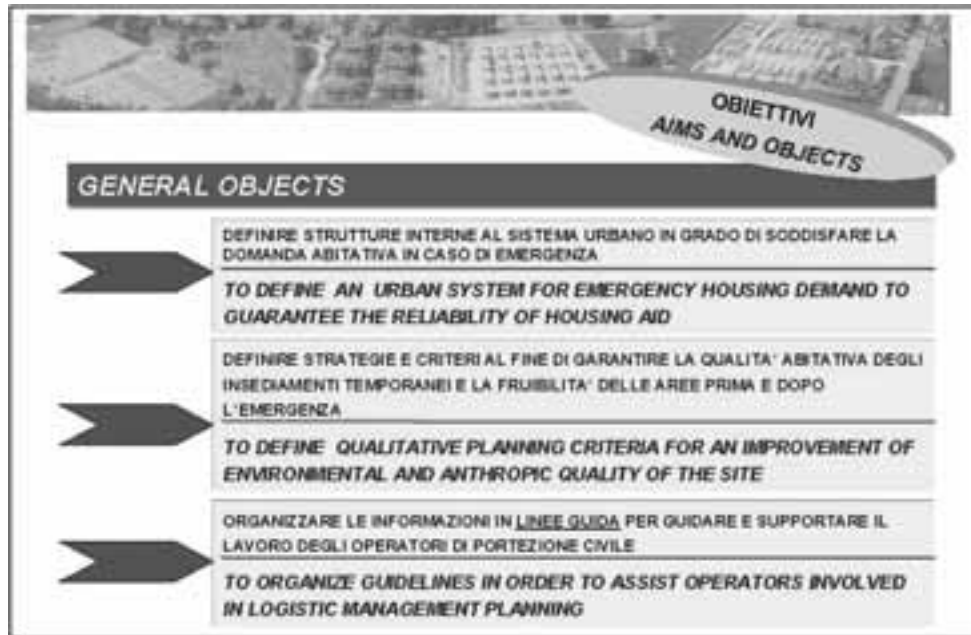 OBIETTIVI
AIMS AND OBJECTS
GENERAL OBJECTS
DEFINIRE STRUTTURE INTERNE AL SISTEMA URBANO IN GRADO DI SODDISFARE LA
DOMANDA ABITATIVA IN CASO DI EMERGENZA
TO DEFINE AN URBAN SYSTEM FOR EMERGENCY HOUSING DEMAND TO
GUARANTEE THE RELIABILITY OF HOUSING AID
DEFINIRE STRATEGIE E CRITERI AL FINE DI GARANTIRE LA QUALITA' ABITATIVA DEGLI
INSEDIAMENTI TEMPORANEI E LA FRUIBILITA' DELLE AREE PRIMA E DOPO
L'EMERGENZA
TO DEFINE QUALITATIVE PLANNING CRITERIA FOR AN IMPROVEMENT OF
ENVIRONMENTAL AND ANTHROPIC QUALITY OF THE SITE
ORGANIZZARE LE INFORMAZIONI IN LINEE GUIDA PER GUIDARE E SUPPORTARE IL
LAVORO DEGLI OPERATORI DI PORTEZIONE CIVILE
TO ORGANIZE GUIDELINES IN ORDER TO ASSIST OPERATORS INVOLVED
IN LOGISTIC MANAGEMENT PLANNING